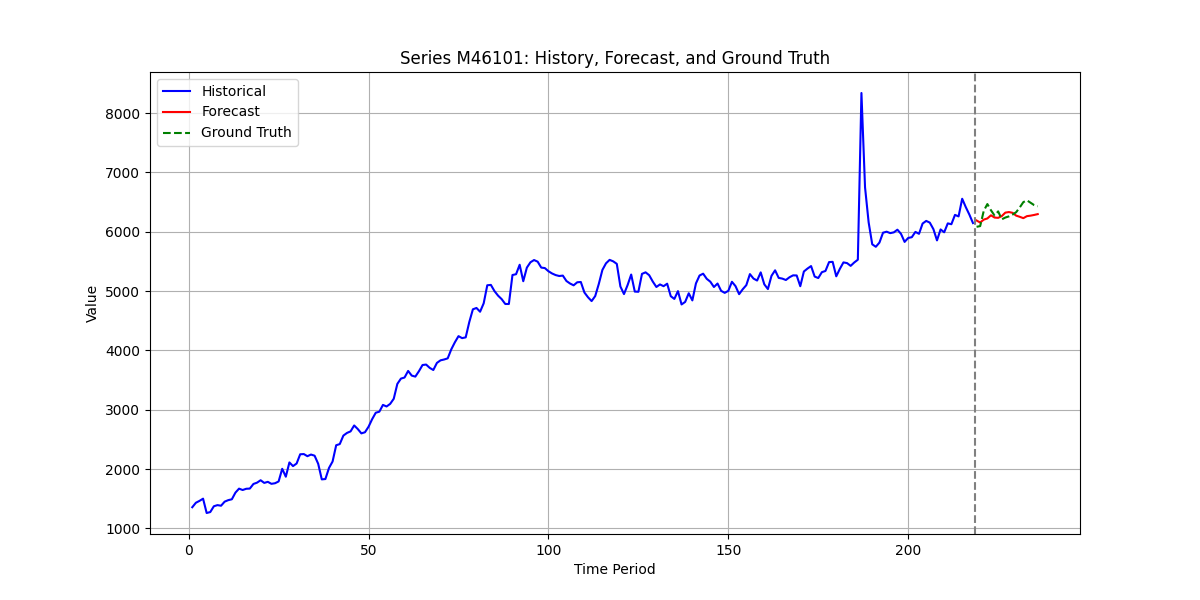 Series M46101: History, Forecast, and Ground Truth
Historical
Forecast
Ground Truth
8000
7000
6000
5000
4000
3000
2000
1000
Value
0
50
100
150
200
Time Period